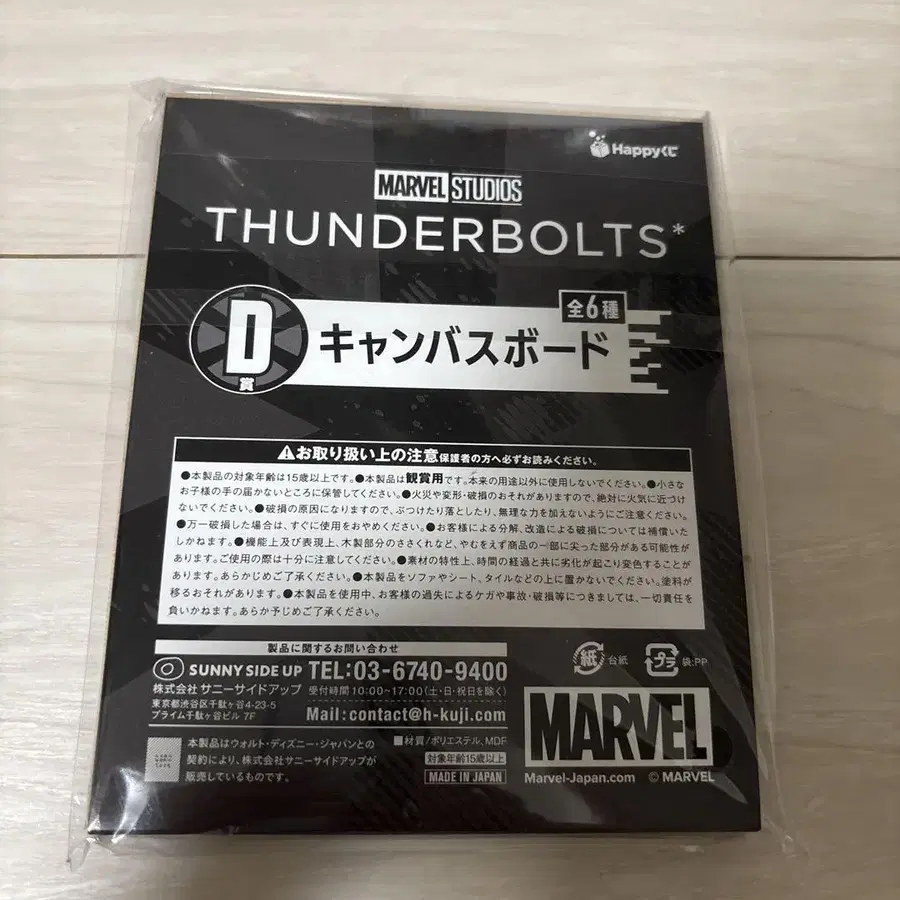 Happyくじ
MARVEL STUDIOS
THUNDERBOLTS*
D賞
キャンバスボード
全6種
⚠お取り扱い上の注意 保護者の方へ必ずお読みください。
●本製品の対象年齢は15歳以上です。●本製品は観賞用です。本来の用途以外に使用しないでください。●小さな
お子様の手の届かないところに保管してください。●火災や変形・破損のおそれがありますので、絶対に火気に近づけ
ないでください。●破損の原因になりますので、ぶつけたり落としたり、無理な力を加えないようにご注意ください。
●万一破損した場合は、すぐに使用をおやめください。●お客様による分解、改造による破損については補償いた
しかねます。●機能上及び表現上、木製部分のささくれなど、やむをえず商品の一部に尖った部分がある可能性が
あります。ご使用の際は十分に注意してください。●素材の特性上、時間の経過と共に劣化が起こり変色することが
あります。あらかじめご了承ください。●本製品をソファやシート、タイルなどの上に置かないでください。塗料が
移るおそれがあります。●本製品を使用中、お客様の過失によるケガや事故・破損等につきましては、一切責任を
負いかねます。あらか予じめご了承ください。
製品に関するお問い合わせ
SUNNY SIDE UP
株式会社 サニーサイドアップ
東京都渋谷区千駄ヶ谷4-23-5
プライム千駄ヶ谷ビル 7F
TEL:03-6740-9400
受付時間10:00~17:00(土・日・祝日を除く)
Mail:contact@h-kuji.com
紙 台紙
プラ 袋:PP
本製品はウォルト・ディズニー・ジャパンとの
契約により、株式会社サニーサイドアップが
販売しているものです。
■材質/ポリエステル、MDF
対象年齢15歳以上
MADE IN JAPAN
MARVEL
Marvel-Japan.com © MARVEL